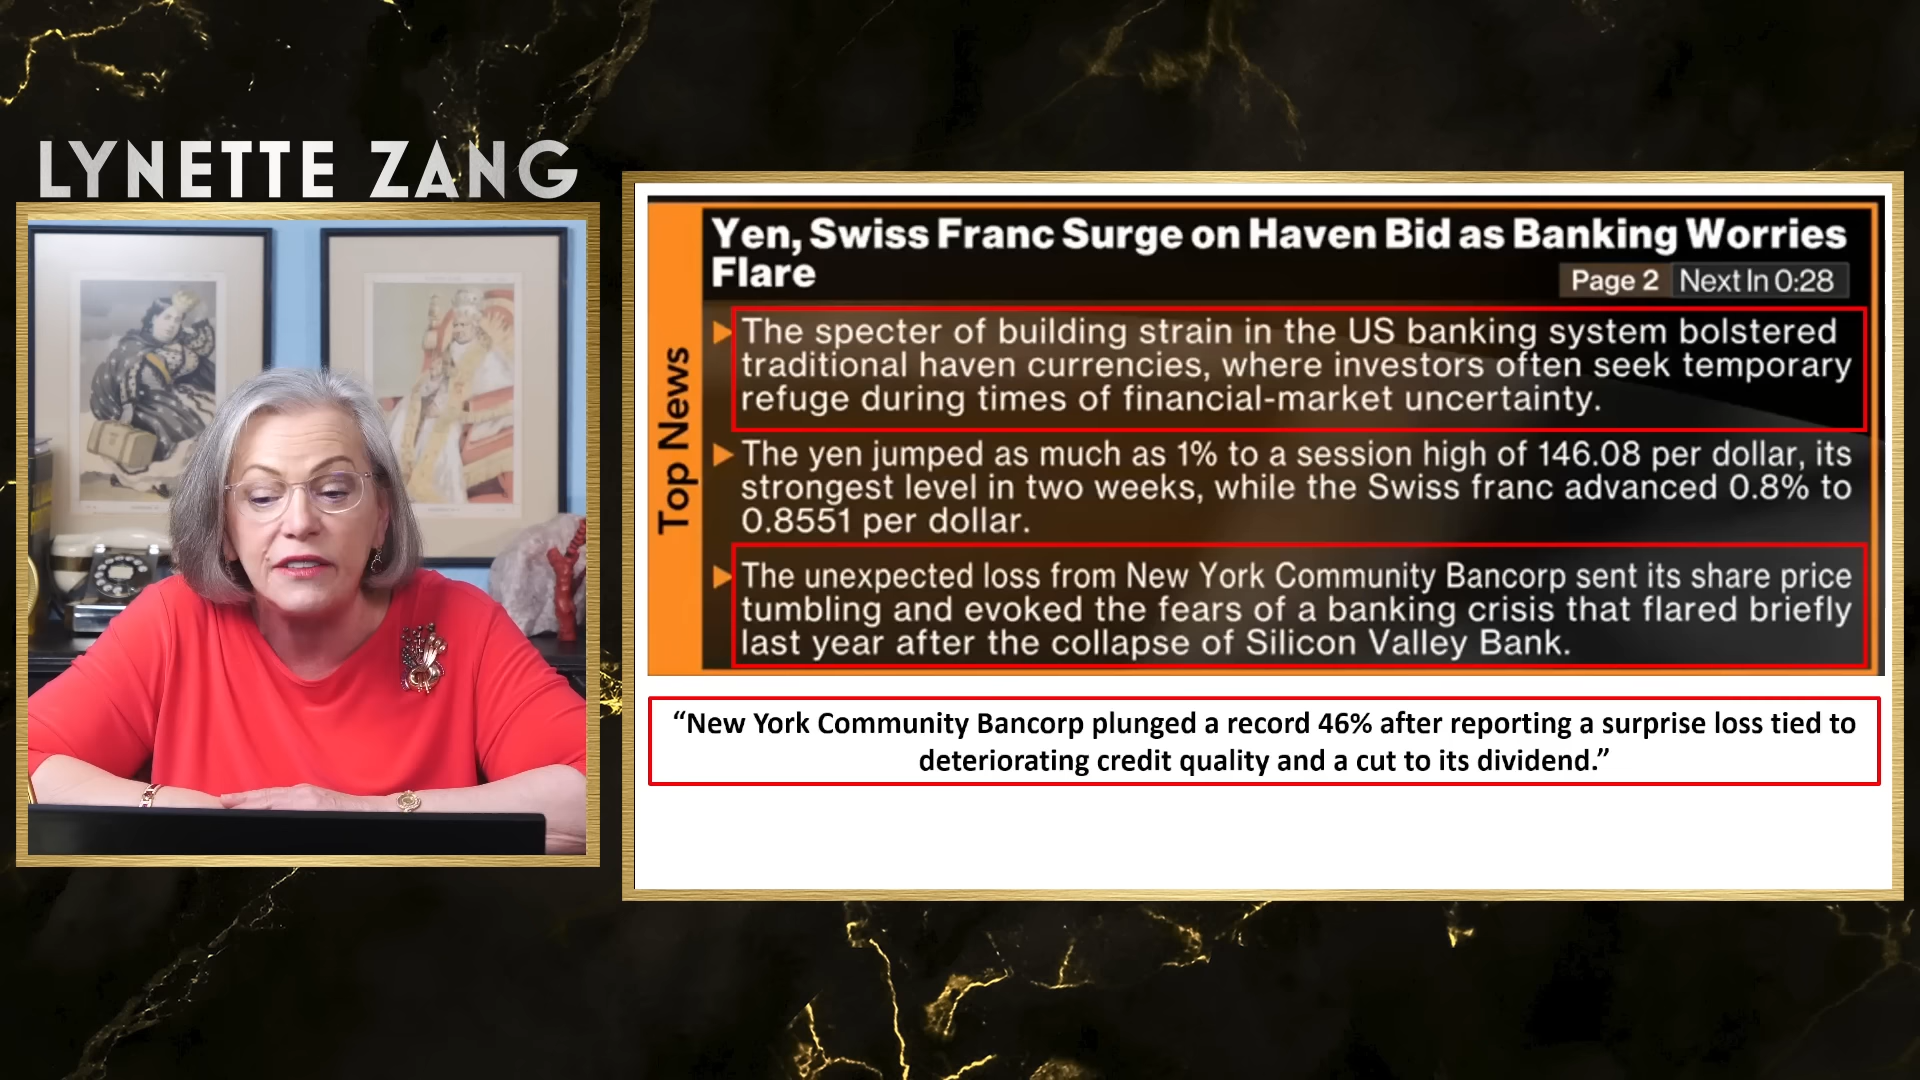 LYNETTE ZANG
Yen, Swiss Franc Surge on Haven Bid as Banking Worries
Flare
Page 2 Next In 0:28
Top News
The specter of building strain in the US banking system bolstered
traditional haven currencies, where investors often seek temporary
refuge during times of financial-market uncertainty.
The yen jumped as much as 1% to a session high of 146.08 per dollar, its
strongest level in two weeks, while the Swiss franc advanced 0.8% to
0.8551 per dollar.
The unexpected loss from New York Community Bancorp sent its share price
tumbling and evoked the fears of a banking crisis that flared briefly
last year after the collapse of Silicon Valley Bank.
“New York Community Bancorp plunged a record 46% after reporting a surprise loss tied to
deteriorating credit quality and a cut to its dividend.”